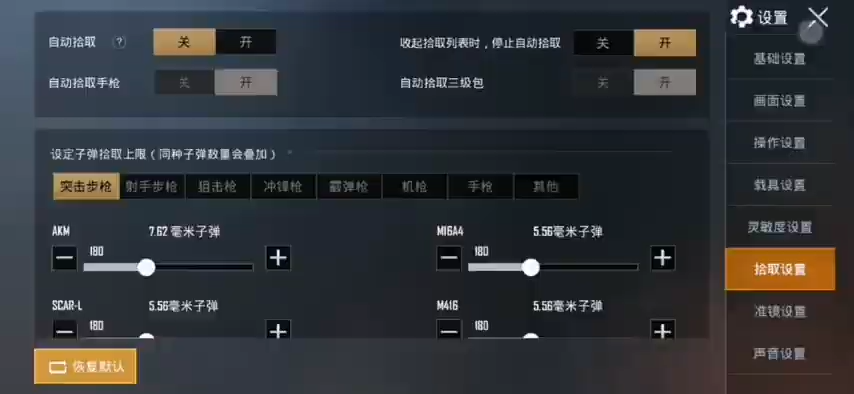 设置
自动拾取 ? 关 开 收起拾取列表时，停止自动拾取 关 开
基础设置
自动拾取手枪 关 开 自动拾取三级包 关 开
画面设置
操作设置
设定子弹拾取上限（同种子弹数量会叠加）
突击步枪 射手步枪 狙击枪 冲锋枪 霰弹枪 机枪 手枪 其他
载具设置
灵敏度设置
AKM 7.62 毫米子弹 M16A4 5.56毫米子弹
180 180
拾取设置
SCAR-L 5.56毫米子弹 M416 5.56毫米子弹
准镜设置
180 180
声音设置
恢复默认